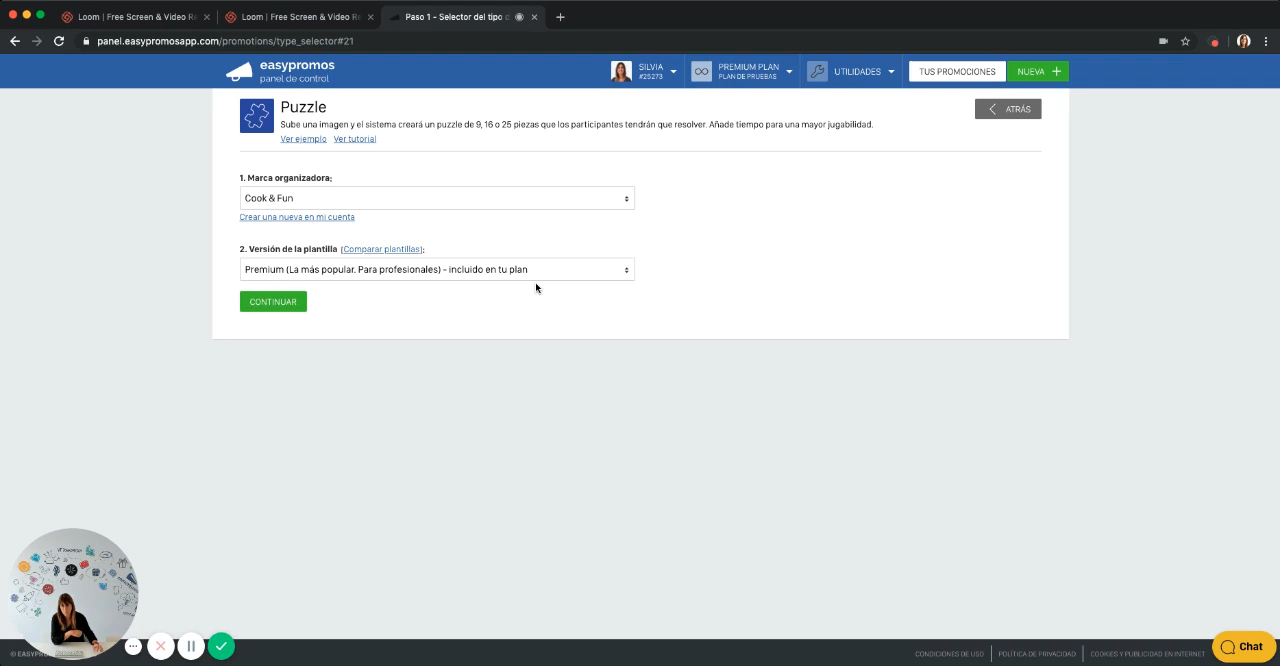 Loom | Free Screen & Video Re
Loom | Free Screen & Video Re
Paso 1 - Selector del tipo d
panel.easypromosapp.com/promotions/type_selector#21
easypromos
panel de control
SILVIA
#25273
PREMIUM PLAN
PLAN DE PRUEBAS
UTILIDADES
TUS PROMOCIONES
NUEVA +
Puzzle
ATRÁS
Sube una imagen y el sistema creará un puzzle de 9, 16 o 25 piezas que los participantes tendrán que resolver. Añade tiempo para una mayor jugabilidad.
Ver ejemplo Ver tutorial
1. Marca organizadora:
Cook & Fun
Crear una nueva en mi cuenta
2. Versión de la plantilla (Comparar plantillas):
Premium (La más popular. Para profesionales) - incluido en tu plan
CONTINUAR
© EASYPR
CONDICIONES DE USO
POLÍTICA DE PRIVACIDAD
COOKIES Y PUBLICIDAD EN INTERNET
Chat